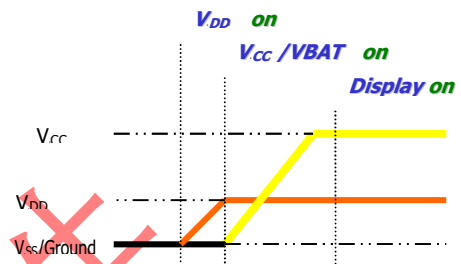 VDD on
VCC /VBAT on
Display on
VCC
VDD
VSS/Ground